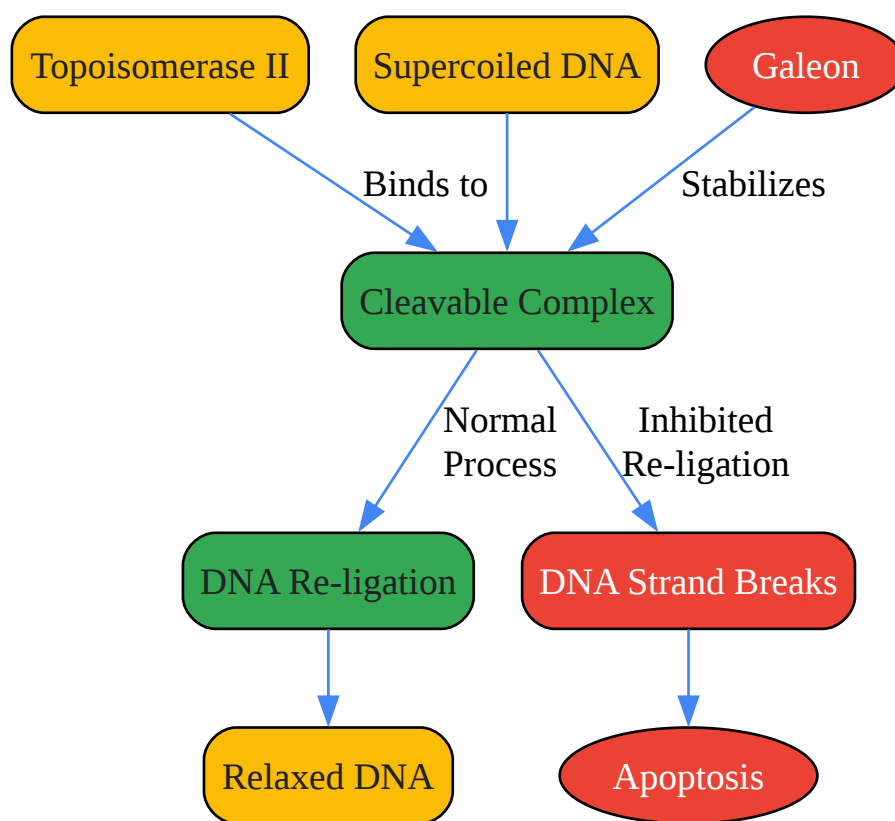 Topoisomerase II
Supercoiled DNA
Galeon
Binds to
Stabilizes
Cleavable Complex
Normal
Process
Inhibited
Re-ligation
DNA Re-ligation
DNA Strand Breaks
Relaxed DNA
Apoptosis